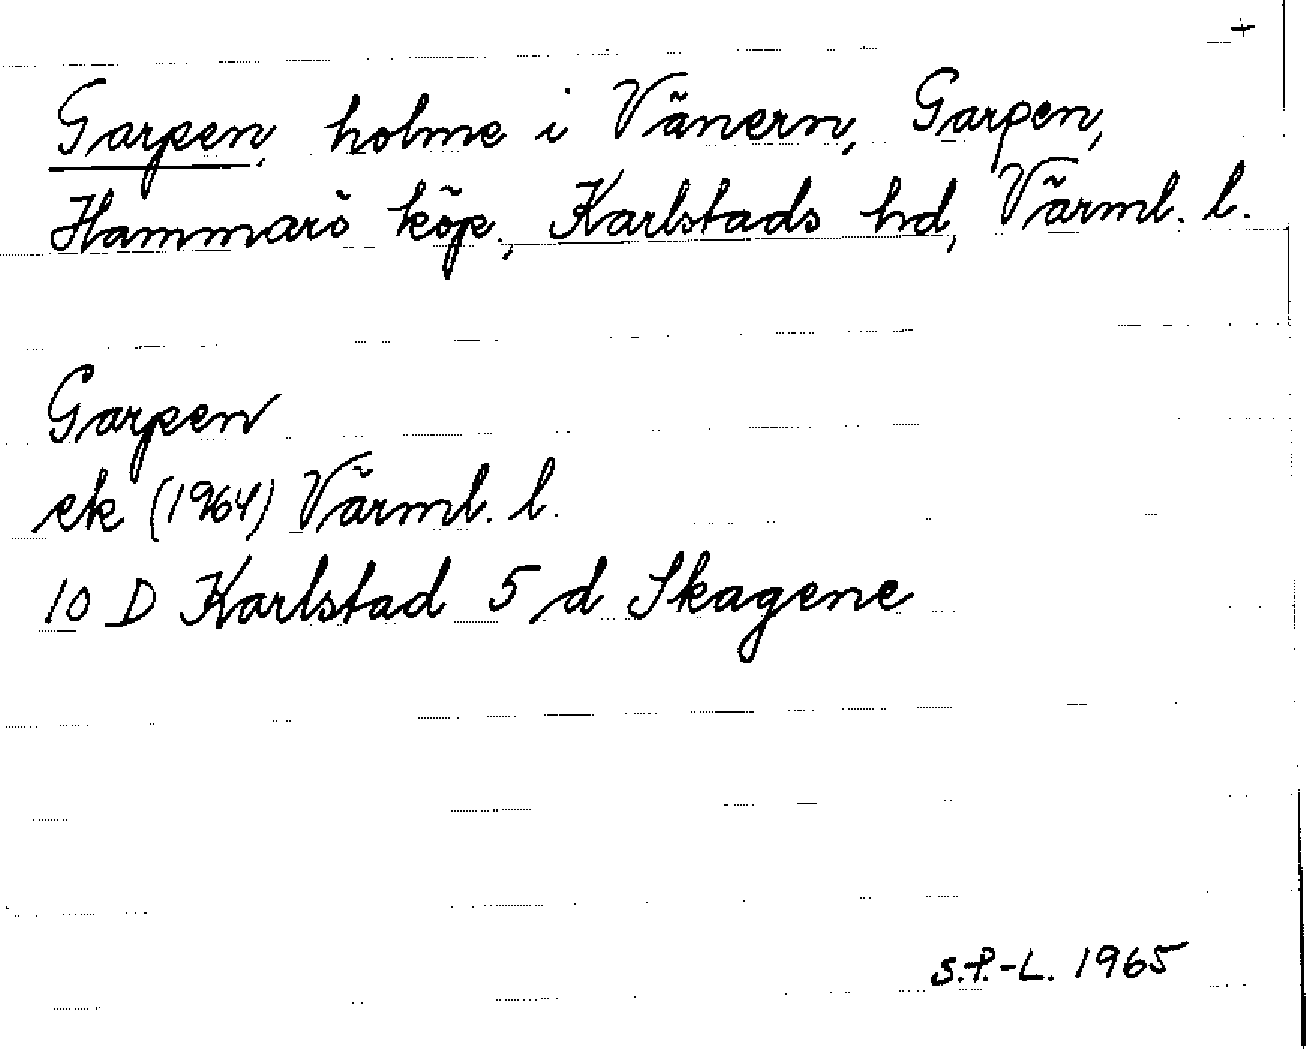 +
Garpen, holme i Vänern, Garpen,
Hammarö köp., Karlstads hd, Värml. l.
Garpen
ek (1964) Värml. l.
10 D Karlstad 5 d Skagene
S.P.-L. 1965